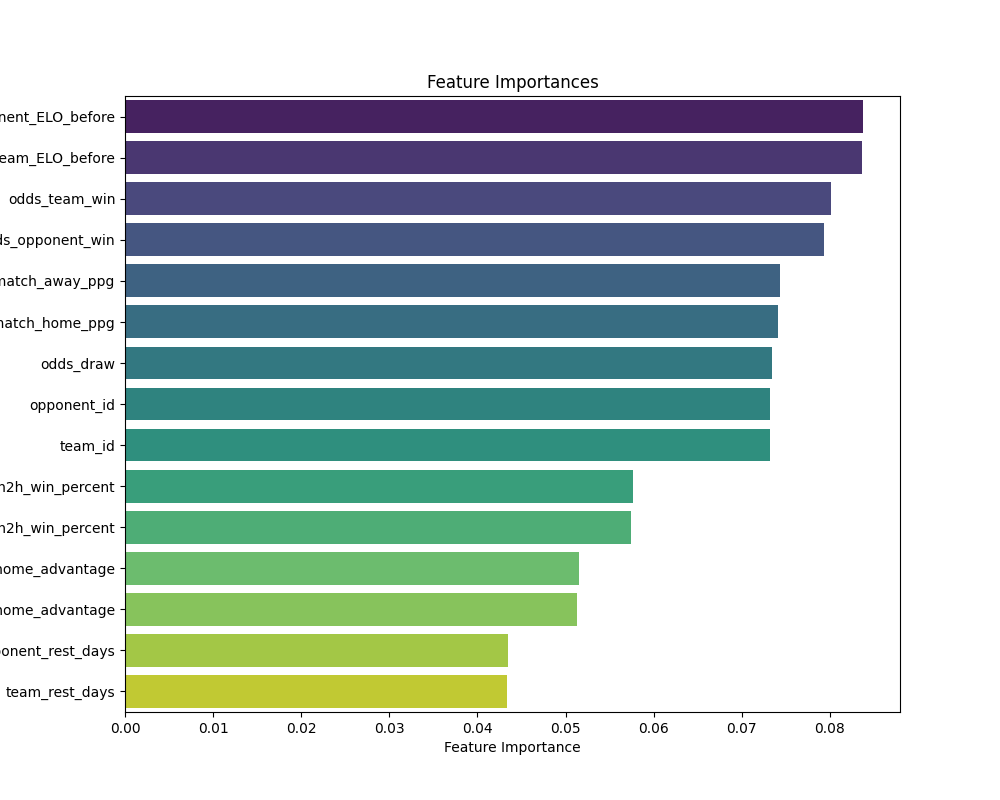 Feature Importances
nent_ELO_before
eam_ELO_before
odds_team_win
ds_opponent_win
match_away_ppg
match_home_ppg
odds_draw
opponent_id
team_id
h2h_win_percent
h2h_win_percent
home_advantage
home_advantage
onent_rest_days
team_rest_days
0.00 0.01 0.02 0.03 0.04 0.05 0.06 0.07 0.08
Feature Importance